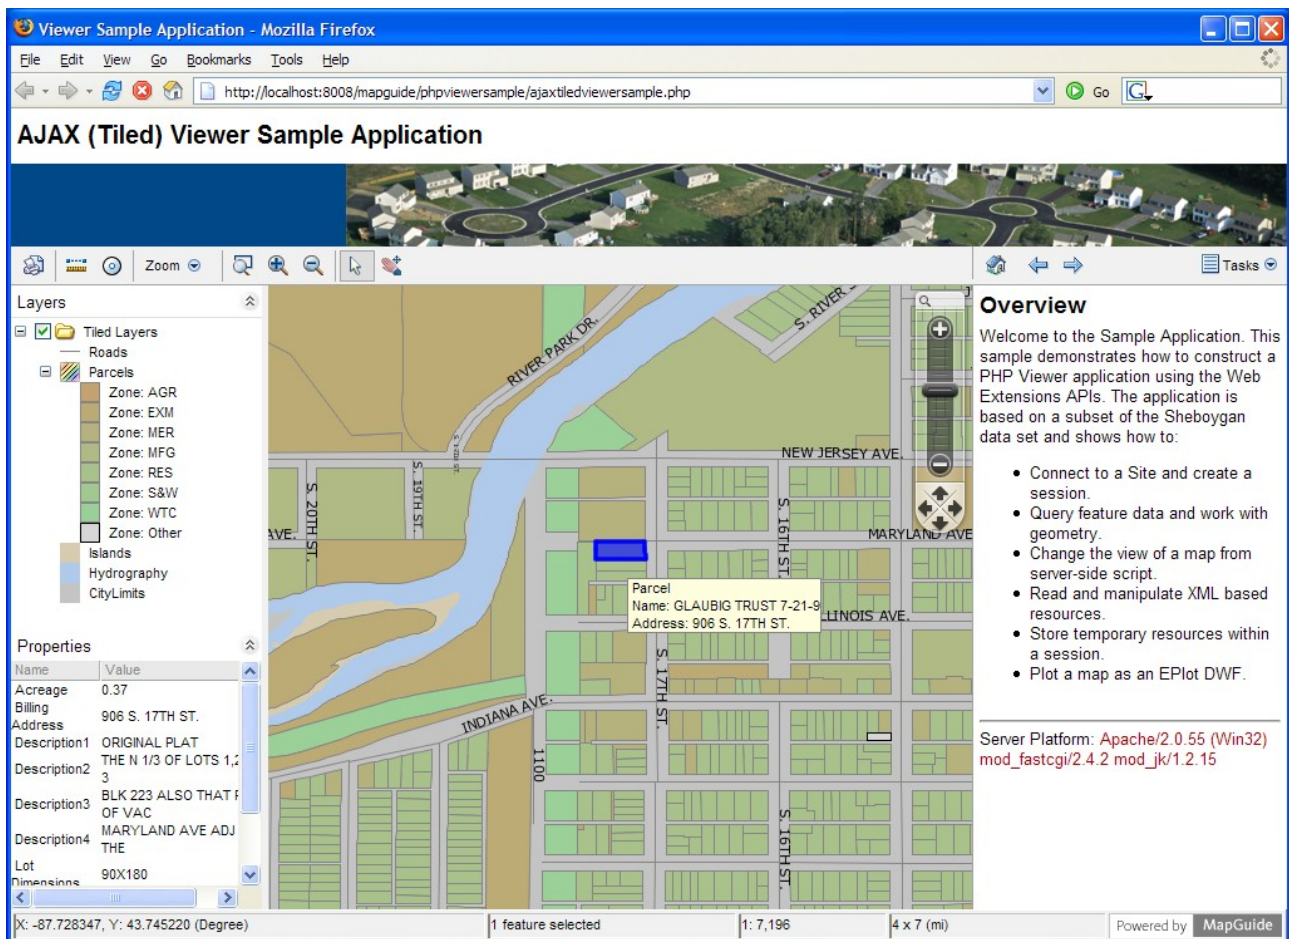 Viewer Sample Application - Mozilla Firefox
File Edit View Go Bookmarks Tools Help
http://localhost:8008/mapguide/phpviewersample/ajaxtiledviewersample.php Go G
AJAX (Tiled) Viewer Sample Application
Zoom
Tasks
Layers
Tiled Layers
Roads
Parcels
Zone: AGR
Zone: EXM
Zone: MER
Zone: MFG
Zone: RES
Zone: S&W
Zone: WTC
Zone: Other
Islands
Hydrography
CityLimits
Properties
Name Value
Acreage 0.37
Billing
Address 906 S. 17TH ST.
Description1 ORIGINAL PLAT
Description2 THE N 1/3 OF LOTS 1,2
3
Description3 BLK 223 ALSO THAT P
OF VAC
Description4 MARYLAND AVE ADJ
THE
Lot
Dimensions 90X180
RIVER PARK DR.
S. RIVER S
NEW JERSEY AVE.
S. 20TH ST.
S. 19TH ST.
S. 16TH ST.
AVE.
MARYLAND AVE
Parcel
Name: GLAUBIG TRUST 7-21-9
Address: 906 S. 17TH ST.
LLINOIS AVE.
S. 17TH ST.
INDIANA AVE.
1100
S. 16TH ST.
Overview
Welcome to the Sample Application. This
sample demonstrates how to construct a
PHP Viewer application using the Web
Extensions APIs. The application is
based on a subset of the Sheboygan
data set and shows how to:
• Connect to a Site and create a
session.
• Query feature data and work with
geometry.
• Change the view of a map from
server-side script.
• Read and manipulate XML based
resources.
• Store temporary resources within
a session.
• Plot a map as an EPlot DWF.
Server Platform: Apache/2.0.55 (Win32)
mod_fastcgi/2.4.2 mod_jk/1.2.15
X: -87.728347, Y: 43.745220 (Degree) 1 feature selected 1: 7,196 4 x 7 (mi) Powered by MapGuide